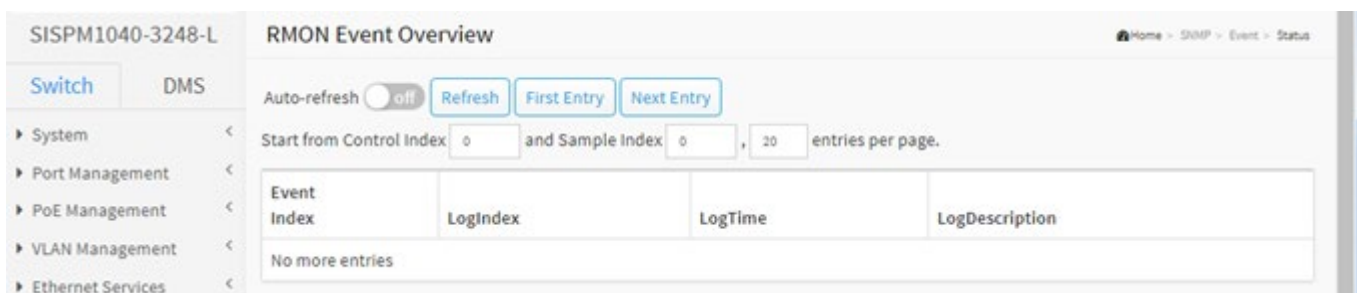 SISPM1040-3248-L
RMON Event Overview
Home > SNMP > Event > Status
Switch DMS
Auto-refresh off Refresh First Entry Next Entry
System
Start from Control Index 0 and Sample Index 0 , 20 entries per page.
Port Management
PoE Management
VLAN Management
Ethernet Services
Event Index LogIndex LogTime LogDescription
No more entries